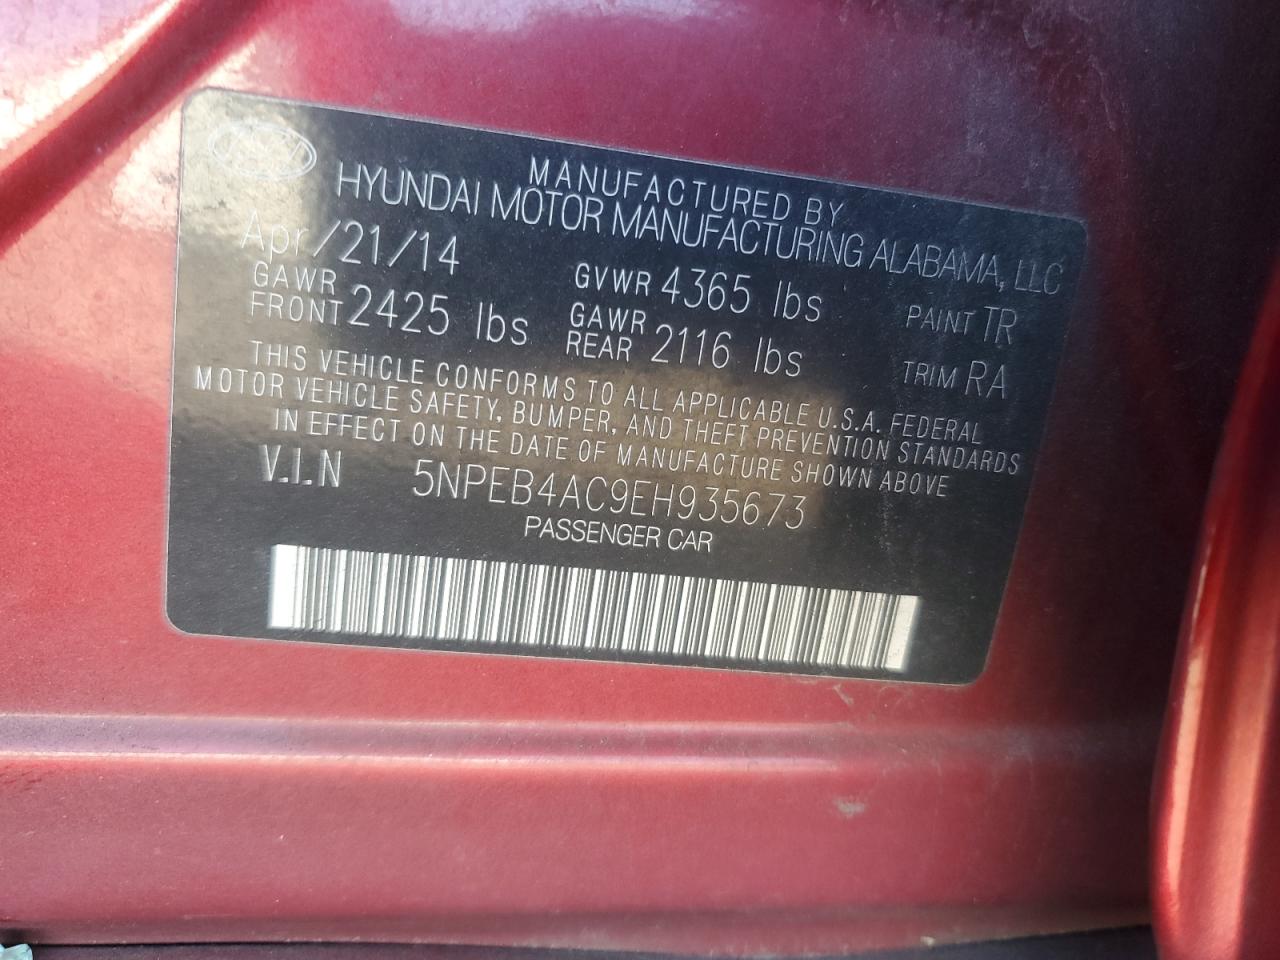 MANUFACTURED BY
HYUNDAI MOTOR MANUFACTURING ALABAMA, LLC
Apr/21/14
GVWR 4365 lbs
PAINT TR
GAWR FRONT 2425 lbs
GAWR REAR 2116 lbs
TRIM RA
THIS VEHICLE CONFORMS TO ALL APPLICABLE U.S.A. FEDERAL
MOTOR VEHICLE SAFETY, BUMPER, AND THEFT PREVENTION STANDARDS
IN EFFECT ON THE DATE OF MANUFACTURE SHOWN ABOVE
V.I.N 5NPEB4AC9EH935673
PASSENGER CAR